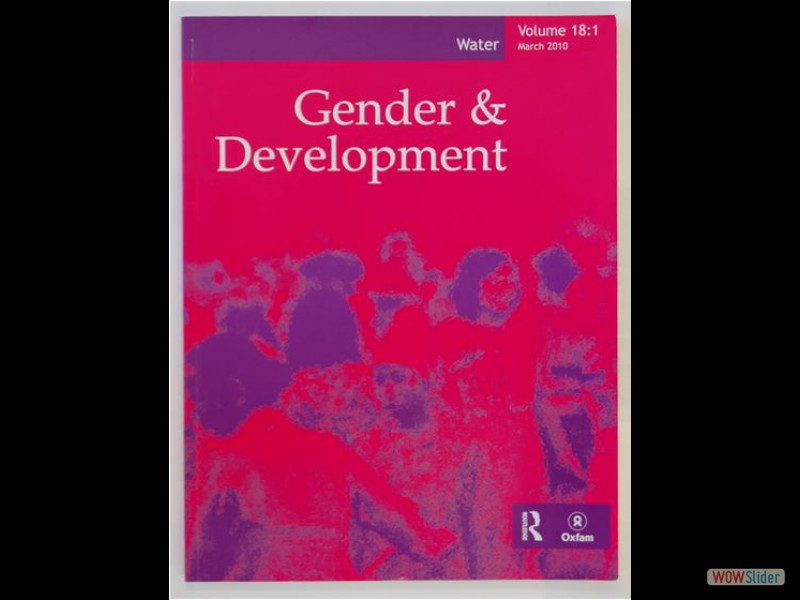 Water
Volume 18:1
March 2010
Gender &
Development
ROUTLEDGE
Oxfam
WOWSlider